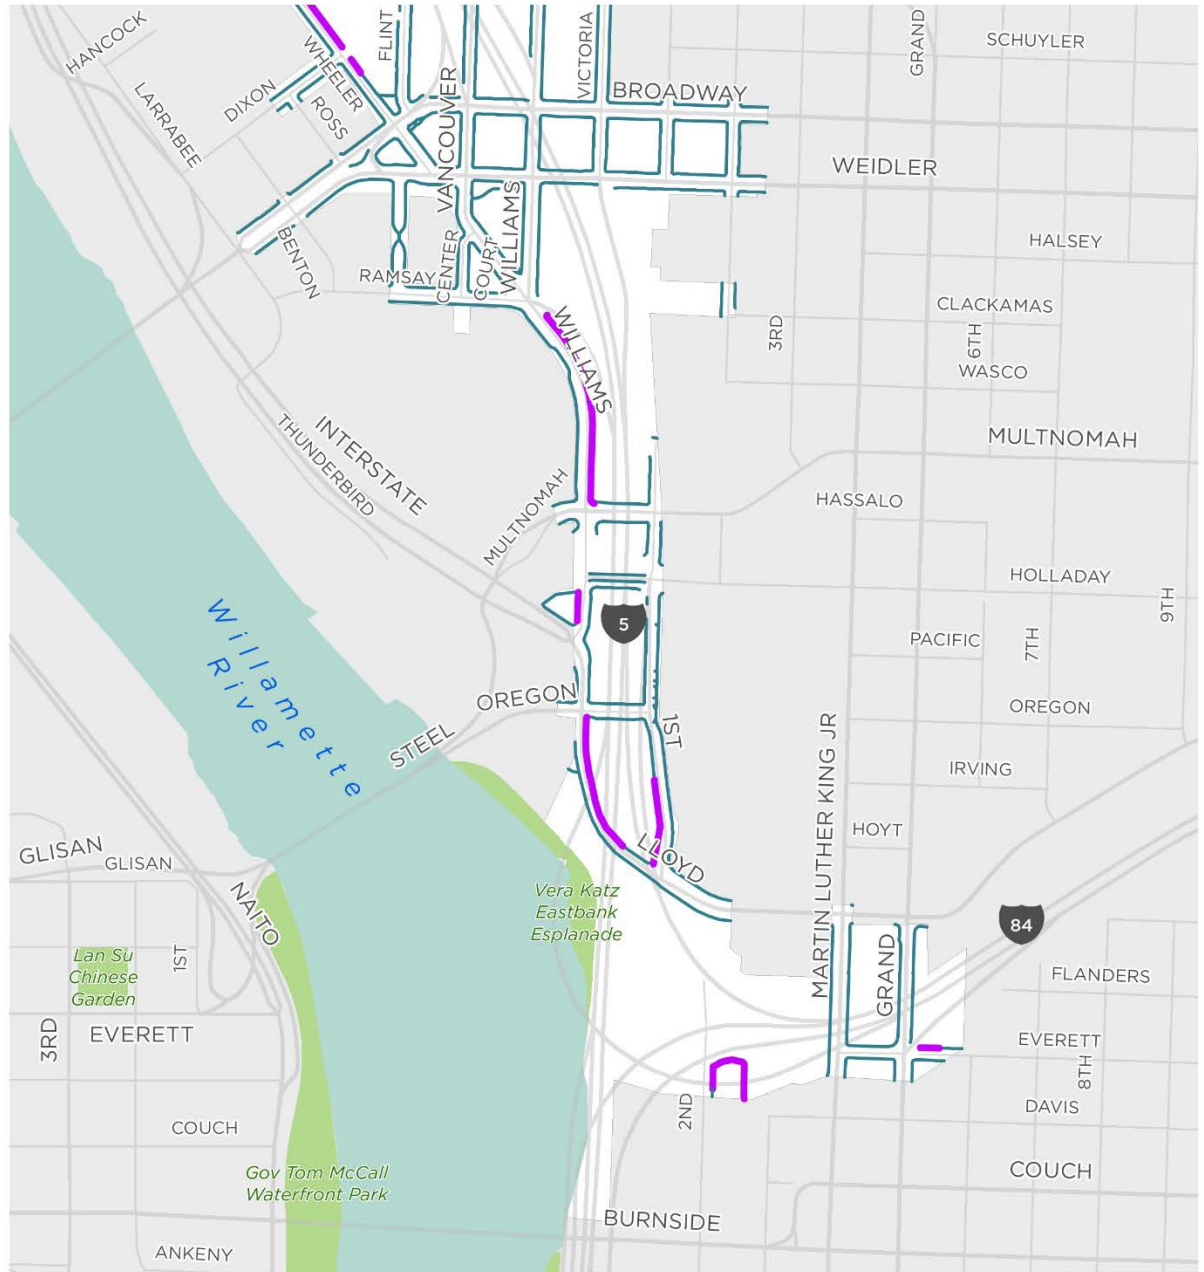 HANCOCK
FLINT
VICTORIA
GRAND
SCHUYLER
WHEELER
DIXON
ROSS
LARRABEE
VANCOUVER
BROADWAY
WEIDLER
BENTON
RAMSAY
CENTER
COURT
WILLIAMS
HALSEY
CLACKAMAS
3RD
6TH
WASCO
WILLIAMS
INTERSTATE
THUNDERBIRD
MULTNOMAH
MULTNOMAH
HASSALO
HOLLADAY
9TH
5
PACIFIC
7TH
Willamette
River
OREGON
OREGON
STEEL
1ST
IRVING
MARTIN LUTHER KING JR
HOYT
LLOYD
GLISAN
GLISAN
NAITO
Vera Katz
Eastbank
Esplanade
84
Lan Su
Chinese
Garden
1ST
GRAND
FLANDERS
3RD
EVERETT
EVERETT
8TH
2ND
DAVIS
COUCH
COUCH
Gov Tom McCall
Waterfront Park
BURNSIDE
ANKENY